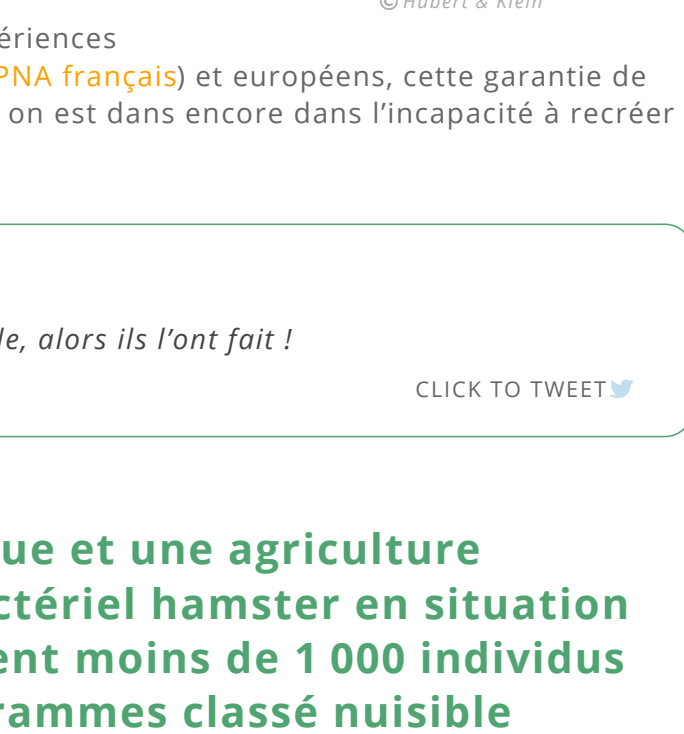 © Hubert & Klein
ériences
PNA français) et européens, cette garantie de
on est dans encore dans l’incapacité à recréer
le, alors ils l’ont fait !
CLICK TO TWEET
ue et une agriculture
ctériel hamster en situation
ent moins de 1 000 individus
rammes classé nuisible